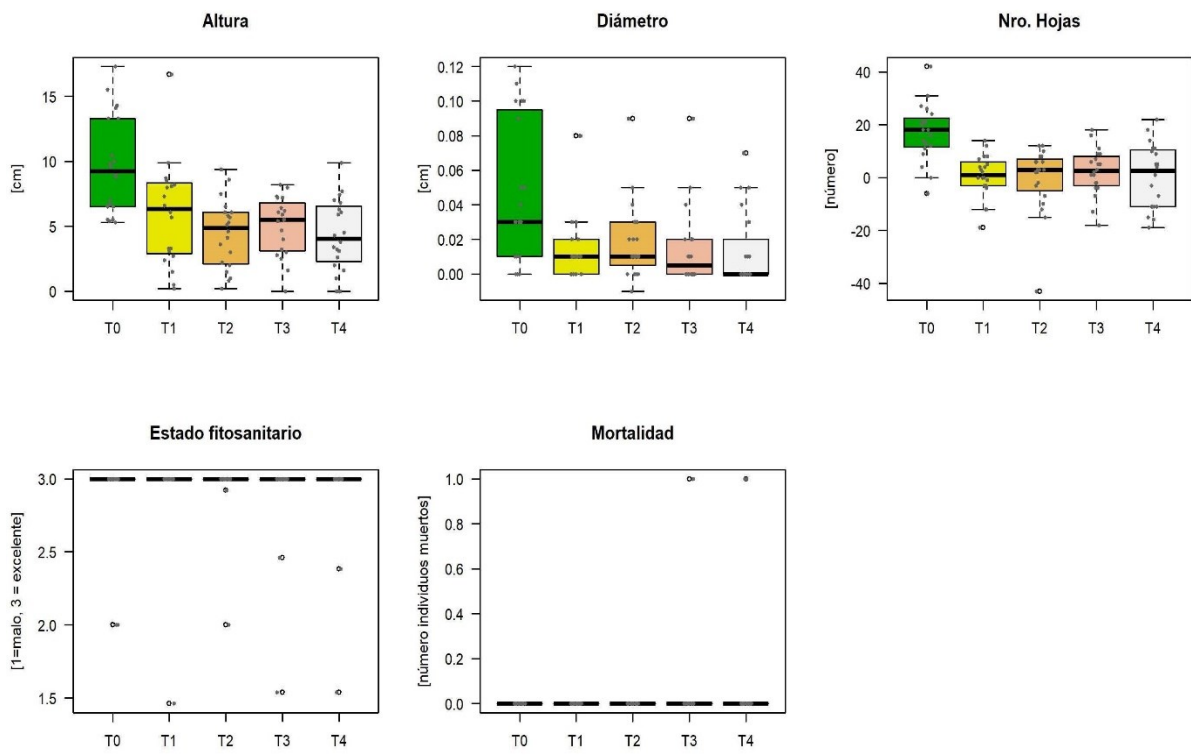 Altura
[cm]
15
10
5
0
T0 T1 T2 T3 T4
Diámetro
[cm]
0.12
0.10
0.08
0.06
0.04
0.02
0.00
T0 T1 T2 T3 T4
Nro. Hojas
[número]
40
20
0
-20
-40
T0 T1 T2 T3 T4
Estado fitosanitario
[1=malo, 3 = excelente]
3.0
2.5
2.0
1.5
T0 T1 T2 T3 T4
Mortalidad
[número individuos muertos]
1.0
0.8
0.6
0.4
0.2
0.0
T0 T1 T2 T3 T4